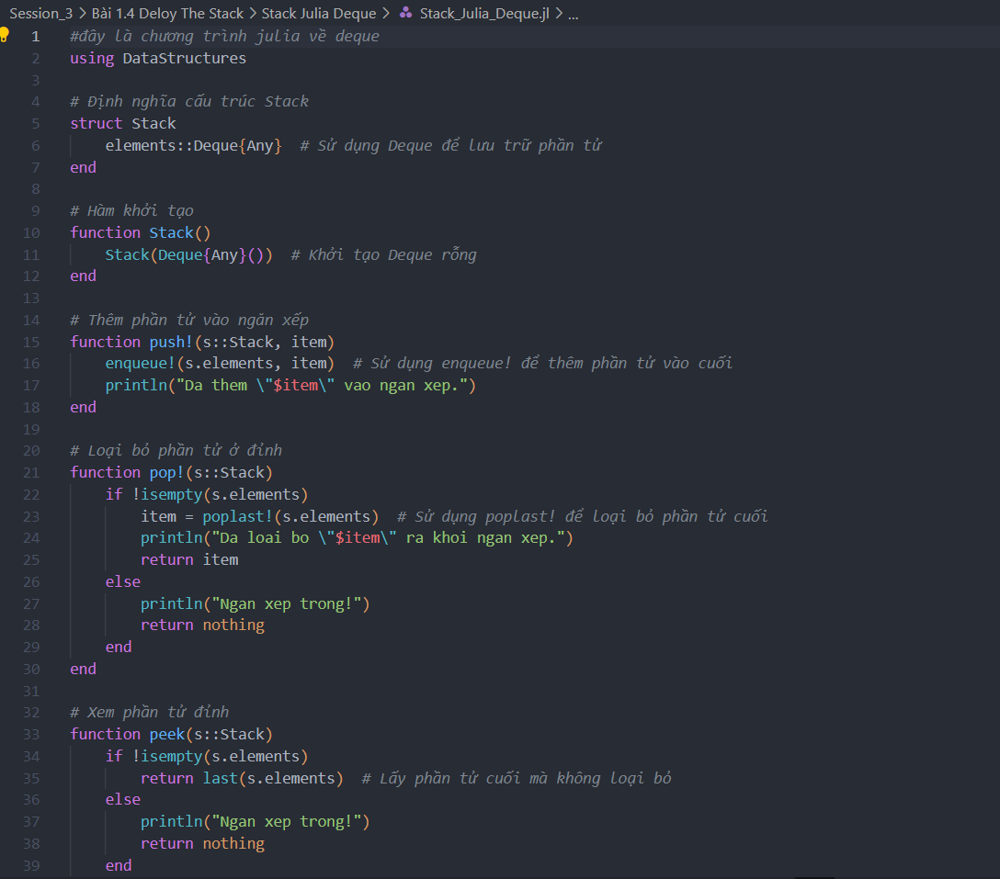 Session_3 > Bài 1.4 Deloy The Stack > Stack Julia Deque > Stack_Julia_Deque.jl > ...
1 #đây là chương trình julia về deque
2 using DataStructures
3
4 # Định nghĩa cấu trúc Stack
5 struct Stack
6     elements::Deque{Any}  # Sử dụng Deque để lưu trữ phần tử
7 end
8
9 # Hàm khởi tạo
10 function Stack()
11     Stack(Deque{Any}())  # Khởi tạo Deque rỗng
12 end
13
14 # Thêm phần tử vào ngăn xếp
15 function push!(s::Stack, item)
16     enqueue!(s.elements, item)  # Sử dụng enqueue! để thêm phần tử vào cuối
17     println("Da them \"$item\" vao ngan xep.")
18 end
19
20 # Loại bỏ phần tử ở đỉnh
21 function pop!(s::Stack)
22     if !isempty(s.elements)
23         item = poplast!(s.elements)  # Sử dụng poplast! để loại bỏ phần tử cuối
24         println("Da loai bo \"$item\" ra khoi ngan xep.")
25         return item
26     else
27         println("Ngan xep trong!")
28         return nothing
29     end
30 end
31
32 # Xem phần tử đỉnh
33 function peek(s::Stack)
34     if !isempty(s.elements)
35         return last(s.elements)  # Lấy phần tử cuối mà không loại bỏ
36     else
37         println("Ngan xep trong!")
38         return nothing
39     end